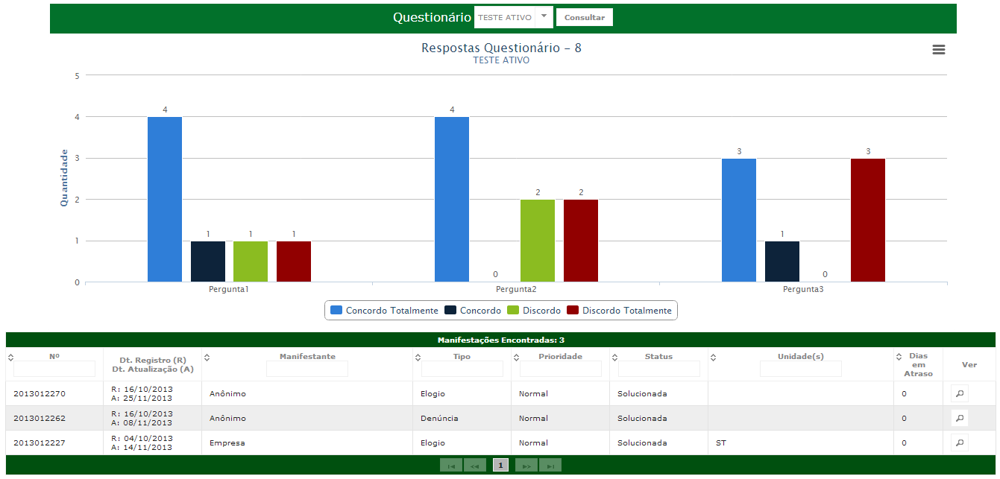 Questionário TESTE ATIVO Consultar
Respostas Questionário - 8
TESTE ATIVO
Quantidade
5
4
3
2
1
0
4 1 1 1
4 0 2 2
3 1 0 3
Pergunta1 Pergunta2 Pergunta3
Concordo Totalmente Concordo Discordo Discordo Totalmente
Manifestações Encontradas: 3
Nº Dt. Registro (R) Dt. Atualização (A) Manifestante Tipo Prioridade Status Unidade(s) Dias em Atraso Ver
2013012270 R: 16/10/2013 A: 25/11/2013 Anônimo Elogio Normal Solucionada 0
2013012262 R: 16/10/2013 A: 08/11/2013 Anônimo Denúncia Normal Solucionada 0
2013012227 R: 04/10/2013 A: 14/11/2013 Empresa Elogio Normal Solucionada ST 0
1